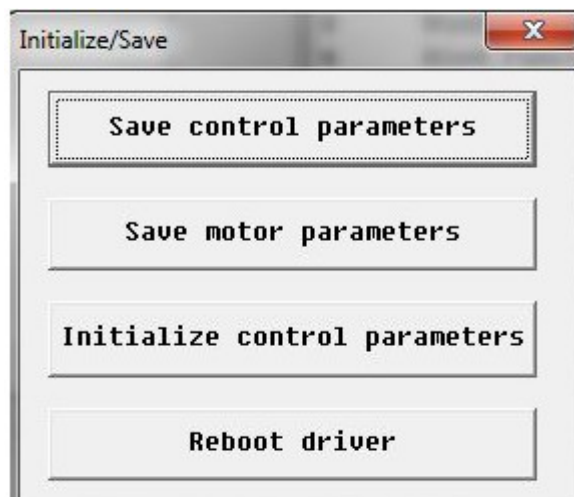 Initialize/Save
Save control parameters
Save motor parameters
Initialize control parameters
Reboot driver